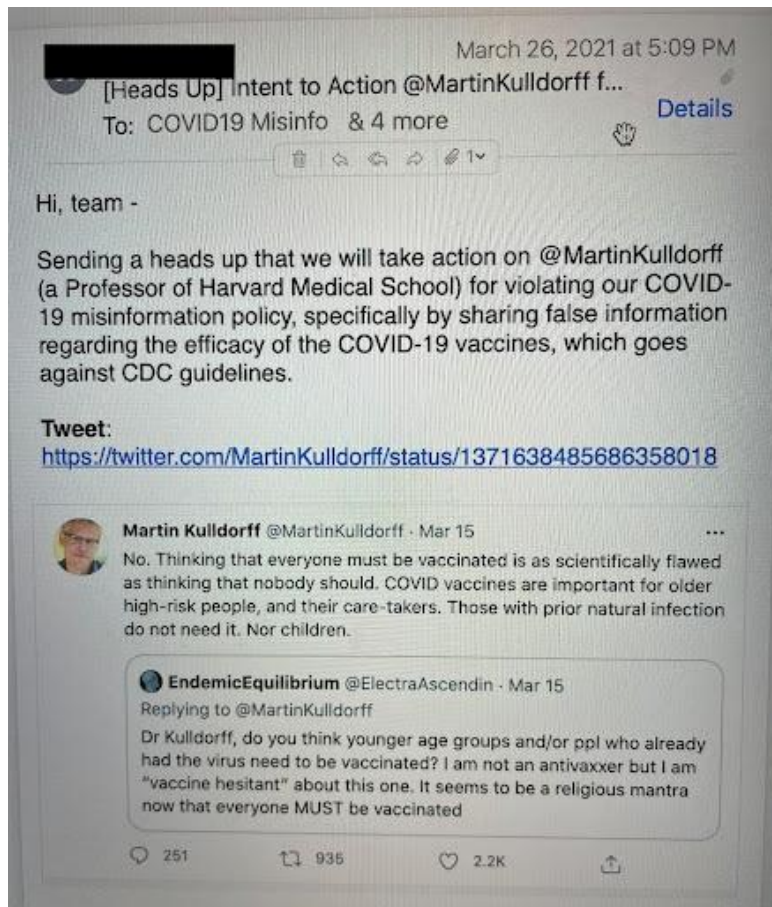 March 26, 2021 at 5:09 PM
[Heads Up] Intent to Action @MartinKulldorff f...
To: COVID19 Misinfo & 4 more
Details
1
Hi, team -
Sending a heads up that we will take action on @MartinKulldorff
(a Professor of Harvard Medical School) for violating our COVID-
19 misinformation policy, specifically by sharing false information
regarding the efficacy of the COVID-19 vaccines, which goes
against CDC guidelines.
Tweet:
https://twitter.com/MartinKulldorff/status/1371638485686358018
Martin Kulldorff @MartinKulldorff · Mar 15
No. Thinking that everyone must be vaccinated is as scientifically flawed
as thinking that nobody should. COVID vaccines are important for older
high-risk people, and their care-takers. Those with prior natural infection
do not need it. Nor children.
EndemicEquilibrium @ElectraAscendin · Mar 15
Replying to @MartinKulldorff
Dr Kulldorff, do you think younger age groups and/or ppl who already
had the virus need to be vaccinated? I am not an antivaxxer but I am
"vaccine hesitant" about this one. It seems to be a religious mantra
now that everyone MUST be vaccinated
251 935 2.2K